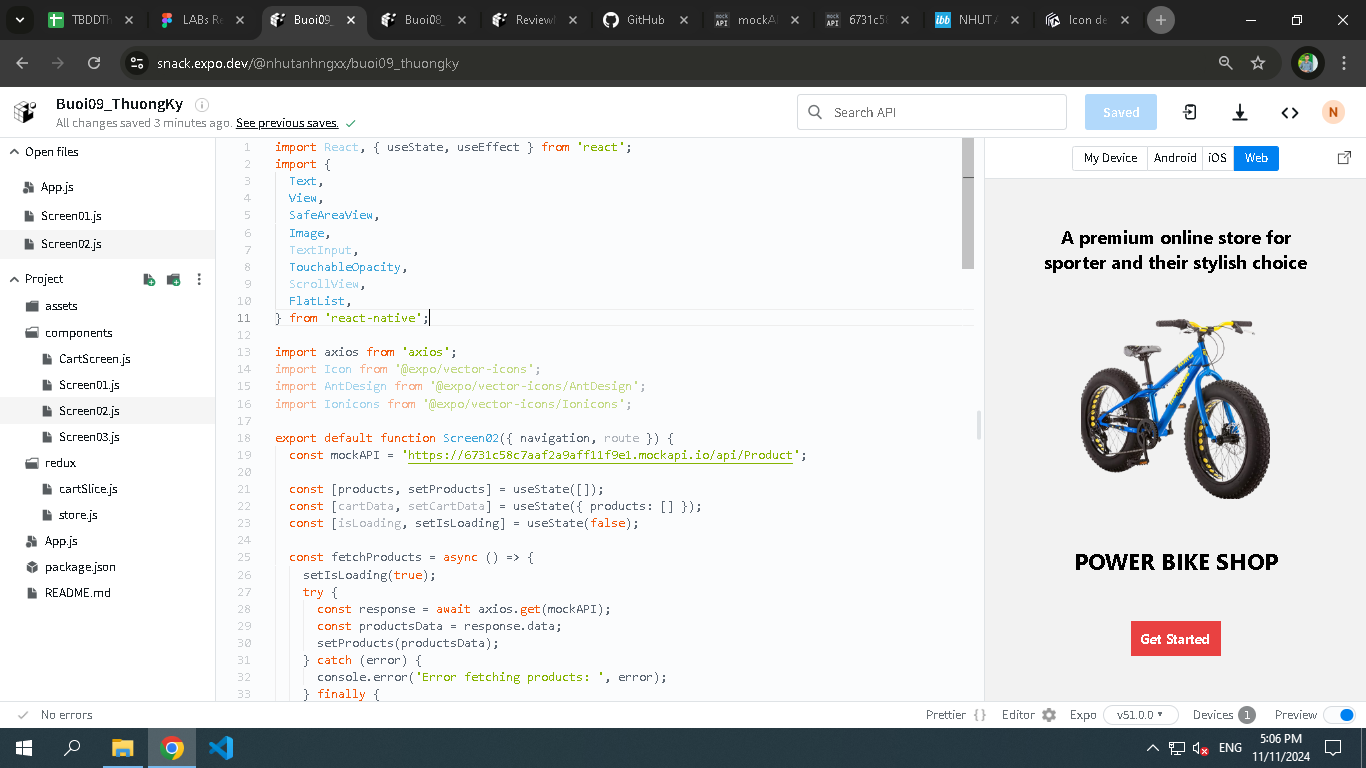 TBDDTh
LABs Re
Buoi09_
Buoi08_
Review
GitHub
mockA
6731c58
NHUT A
Icon de
snack.expo.dev/@nhutanhngxx/buoi09_thuongky
Buoi09_ThuongKy
All changes saved 3 minutes ago. See previous saves.
Search API
Saved
N
Open files
App.js
Screen01.js
Screen02.js
Project
assets
components
CartScreen.js
Screen01.js
Screen02.js
Screen03.js
redux
cartSlice.js
store.js
App.js
package.json
README.md
1 import React, { useState, useEffect } from 'react';
2 import {
3 Text,
4 View,
5 SafeAreaView,
6 Image,
7 TextInput,
8 TouchableOpacity,
9 ScrollView,
10 FlatList,
11 } from 'react-native';
12
13 import axios from 'axios';
14 import Icon from '@expo/vector-icons';
15 import AntDesign from '@expo/vector-icons/AntDesign';
16 import Ionicons from '@expo/vector-icons/Ionicons';
17
18 export default function Screen02({ navigation, route }) {
19 const mockAPI = 'https://6731c58c7aaf2a9aff11f9e1.mockapi.io/api/Product';
20
21 const [products, setProducts] = useState([]);
22 const [cartData, setCartData] = useState({ products: [] });
23 const [isLoading, setIsLoading] = useState(false);
24
25 const fetchProducts = async () => {
26 setIsLoading(true);
27 try {
28 const response = await axios.get(mockAPI);
29 const productsData = response.data;
30 setProducts(productsData);
31 } catch (error) {
32 console.error('Error fetching products: ', error);
33 } finally {
My Device Android iOS Web
A premium online store for
sporter and their stylish choice
POWER BIKE SHOP
Get Started
No errors
Prettier {} Editor Expo v51.0.0 Devices 1 Preview
ENG
5:06 PM
11/11/2024